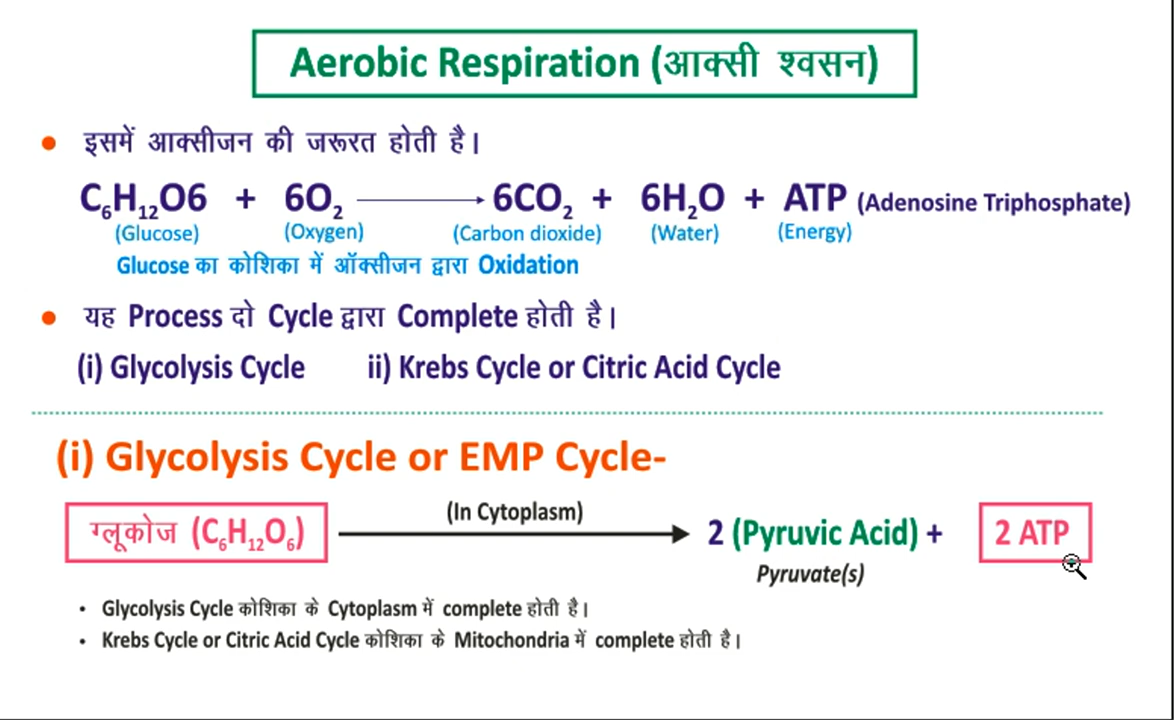 Aerobic Respiration (आक्सी श्वसन)
• इसमें आक्सीजन की जरूरत होती है।
C₆H₁₂O6 + 6O₂ → 6CO₂ + 6H₂O + ATP (Adenosine Triphosphate)
(Glucose) (Oxygen) (Carbon dioxide) (Water) (Energy)
Glucose का कोशिका में ऑक्सीजन द्वारा Oxidation
• यह Process दो Cycle द्वारा Complete होती है।
(i) Glycolysis Cycle ii) Krebs Cycle or Citric Acid Cycle
(i) Glycolysis Cycle or EMP Cycle-
(In Cytoplasm)
ग्लूकोज (C₆H₁₂O₆) → 2 (Pyruvic Acid) + 2 ATP
Pyruvate(s)
• Glycolysis Cycle कोशिका के Cytoplasm में complete होती है।
• Krebs Cycle or Citric Acid Cycle कोशिका के Mitochondria में complete होती है।